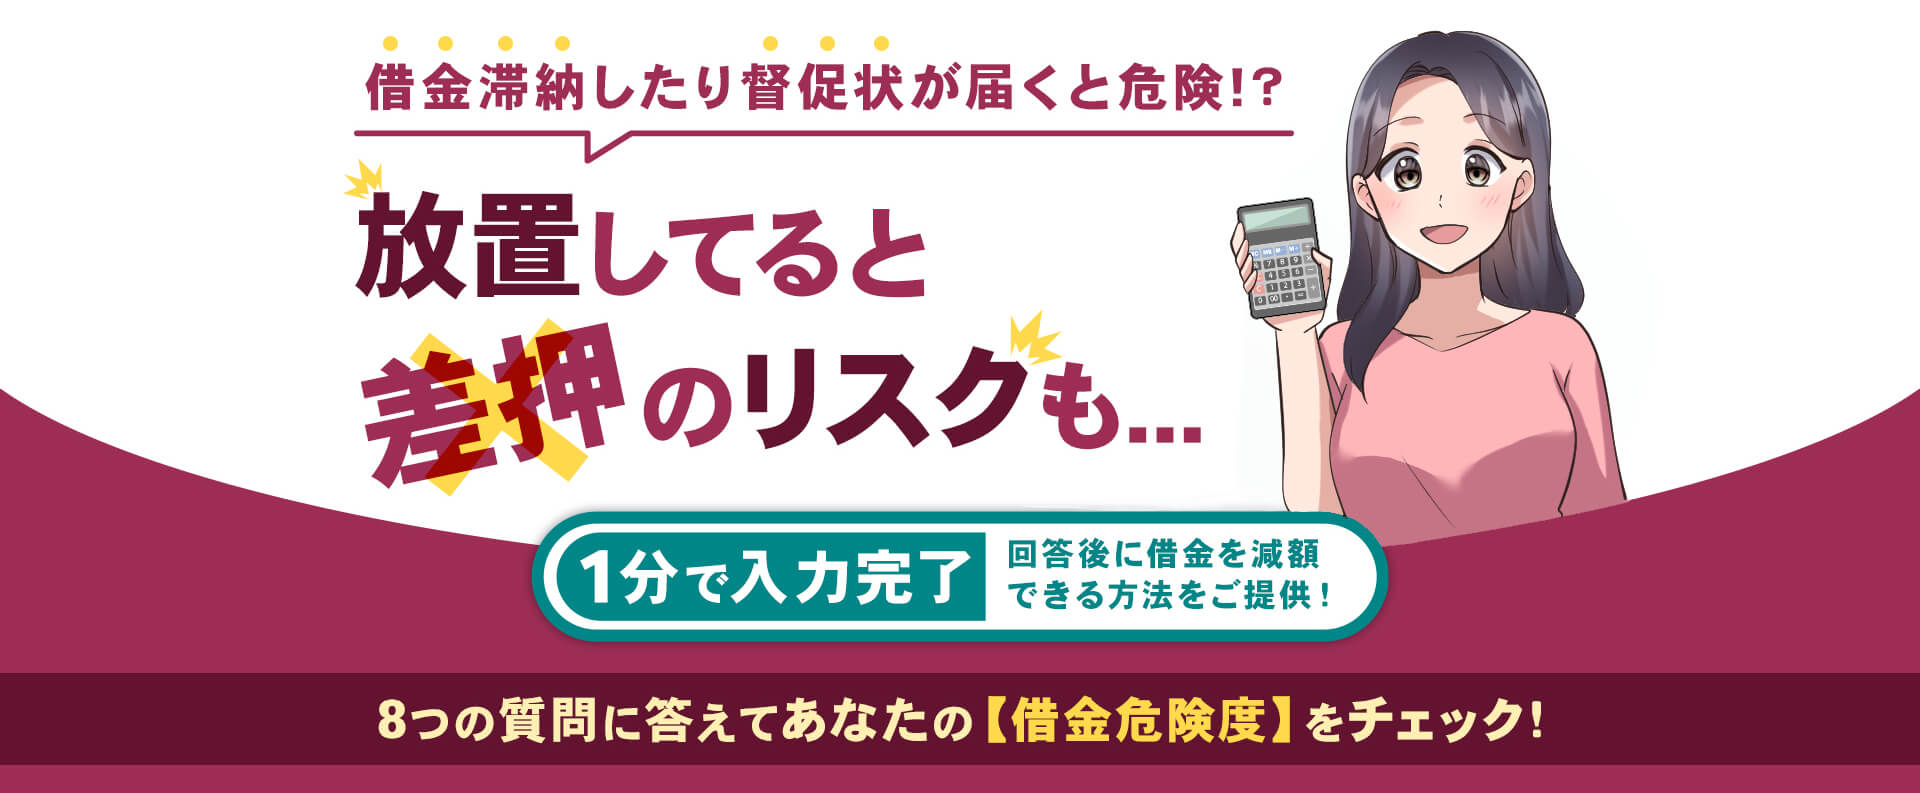 借金滞納したり督促状が届くと危険!?
放置してると
差押のリスクも...
1分で入力完了
回答後に借金を減額
できる方法をご提供!
8つの質問に答えてあなたの【借金危険度】をチェック!